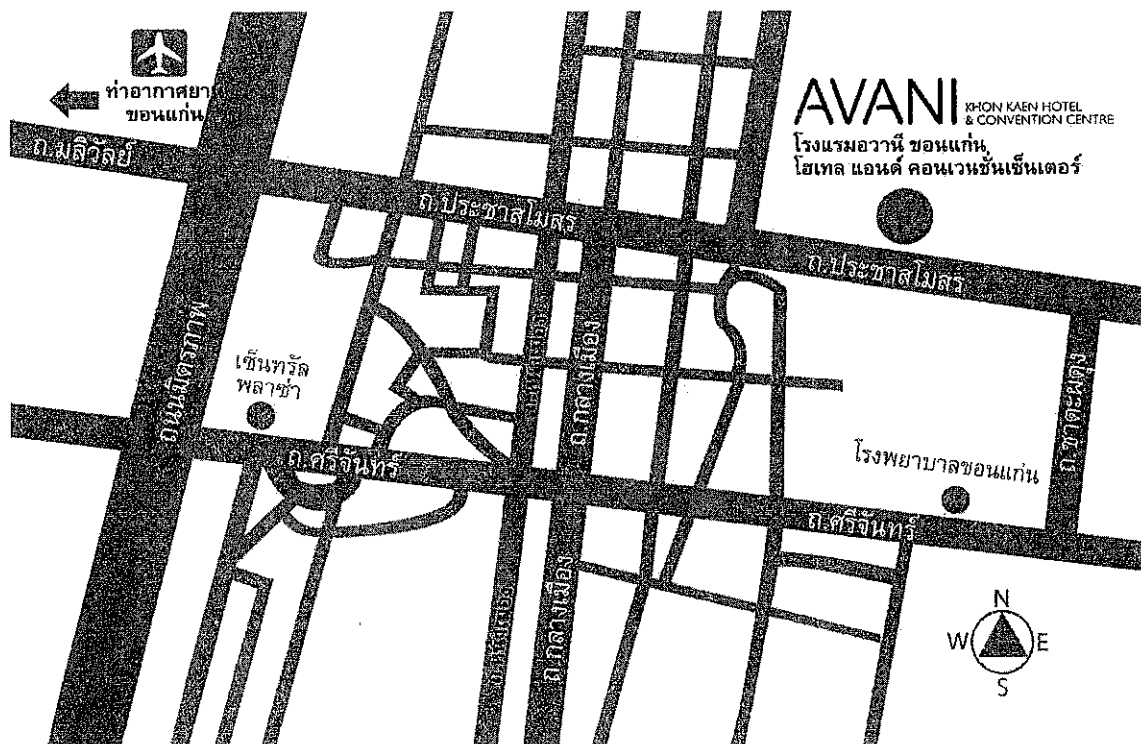 ท่าอากาศยาน
ขอนแก่น
AVANI KHON KAEN HOTEL
& CONVENTION CENTRE
โรงแรมอวานี ขอนแก่น
โฮเทล แอนด์ คอนเวนชั่นเซ็นเตอร์
ถ.มลิวัลย์
ถ.ประชาสโมสร
ถ.ประชาสโมสร
ถนนมิตรภาพ
เซ็นทรัล
พลาซ่า
ถ.กลางเมือง
ถ.ชาตะผดุง
โรงพยาบาลขอนแก่น
ถ.ศรีจันทร์
ถ.ศรีจันทร์
ถ.กลางเมือง
N
W E
S